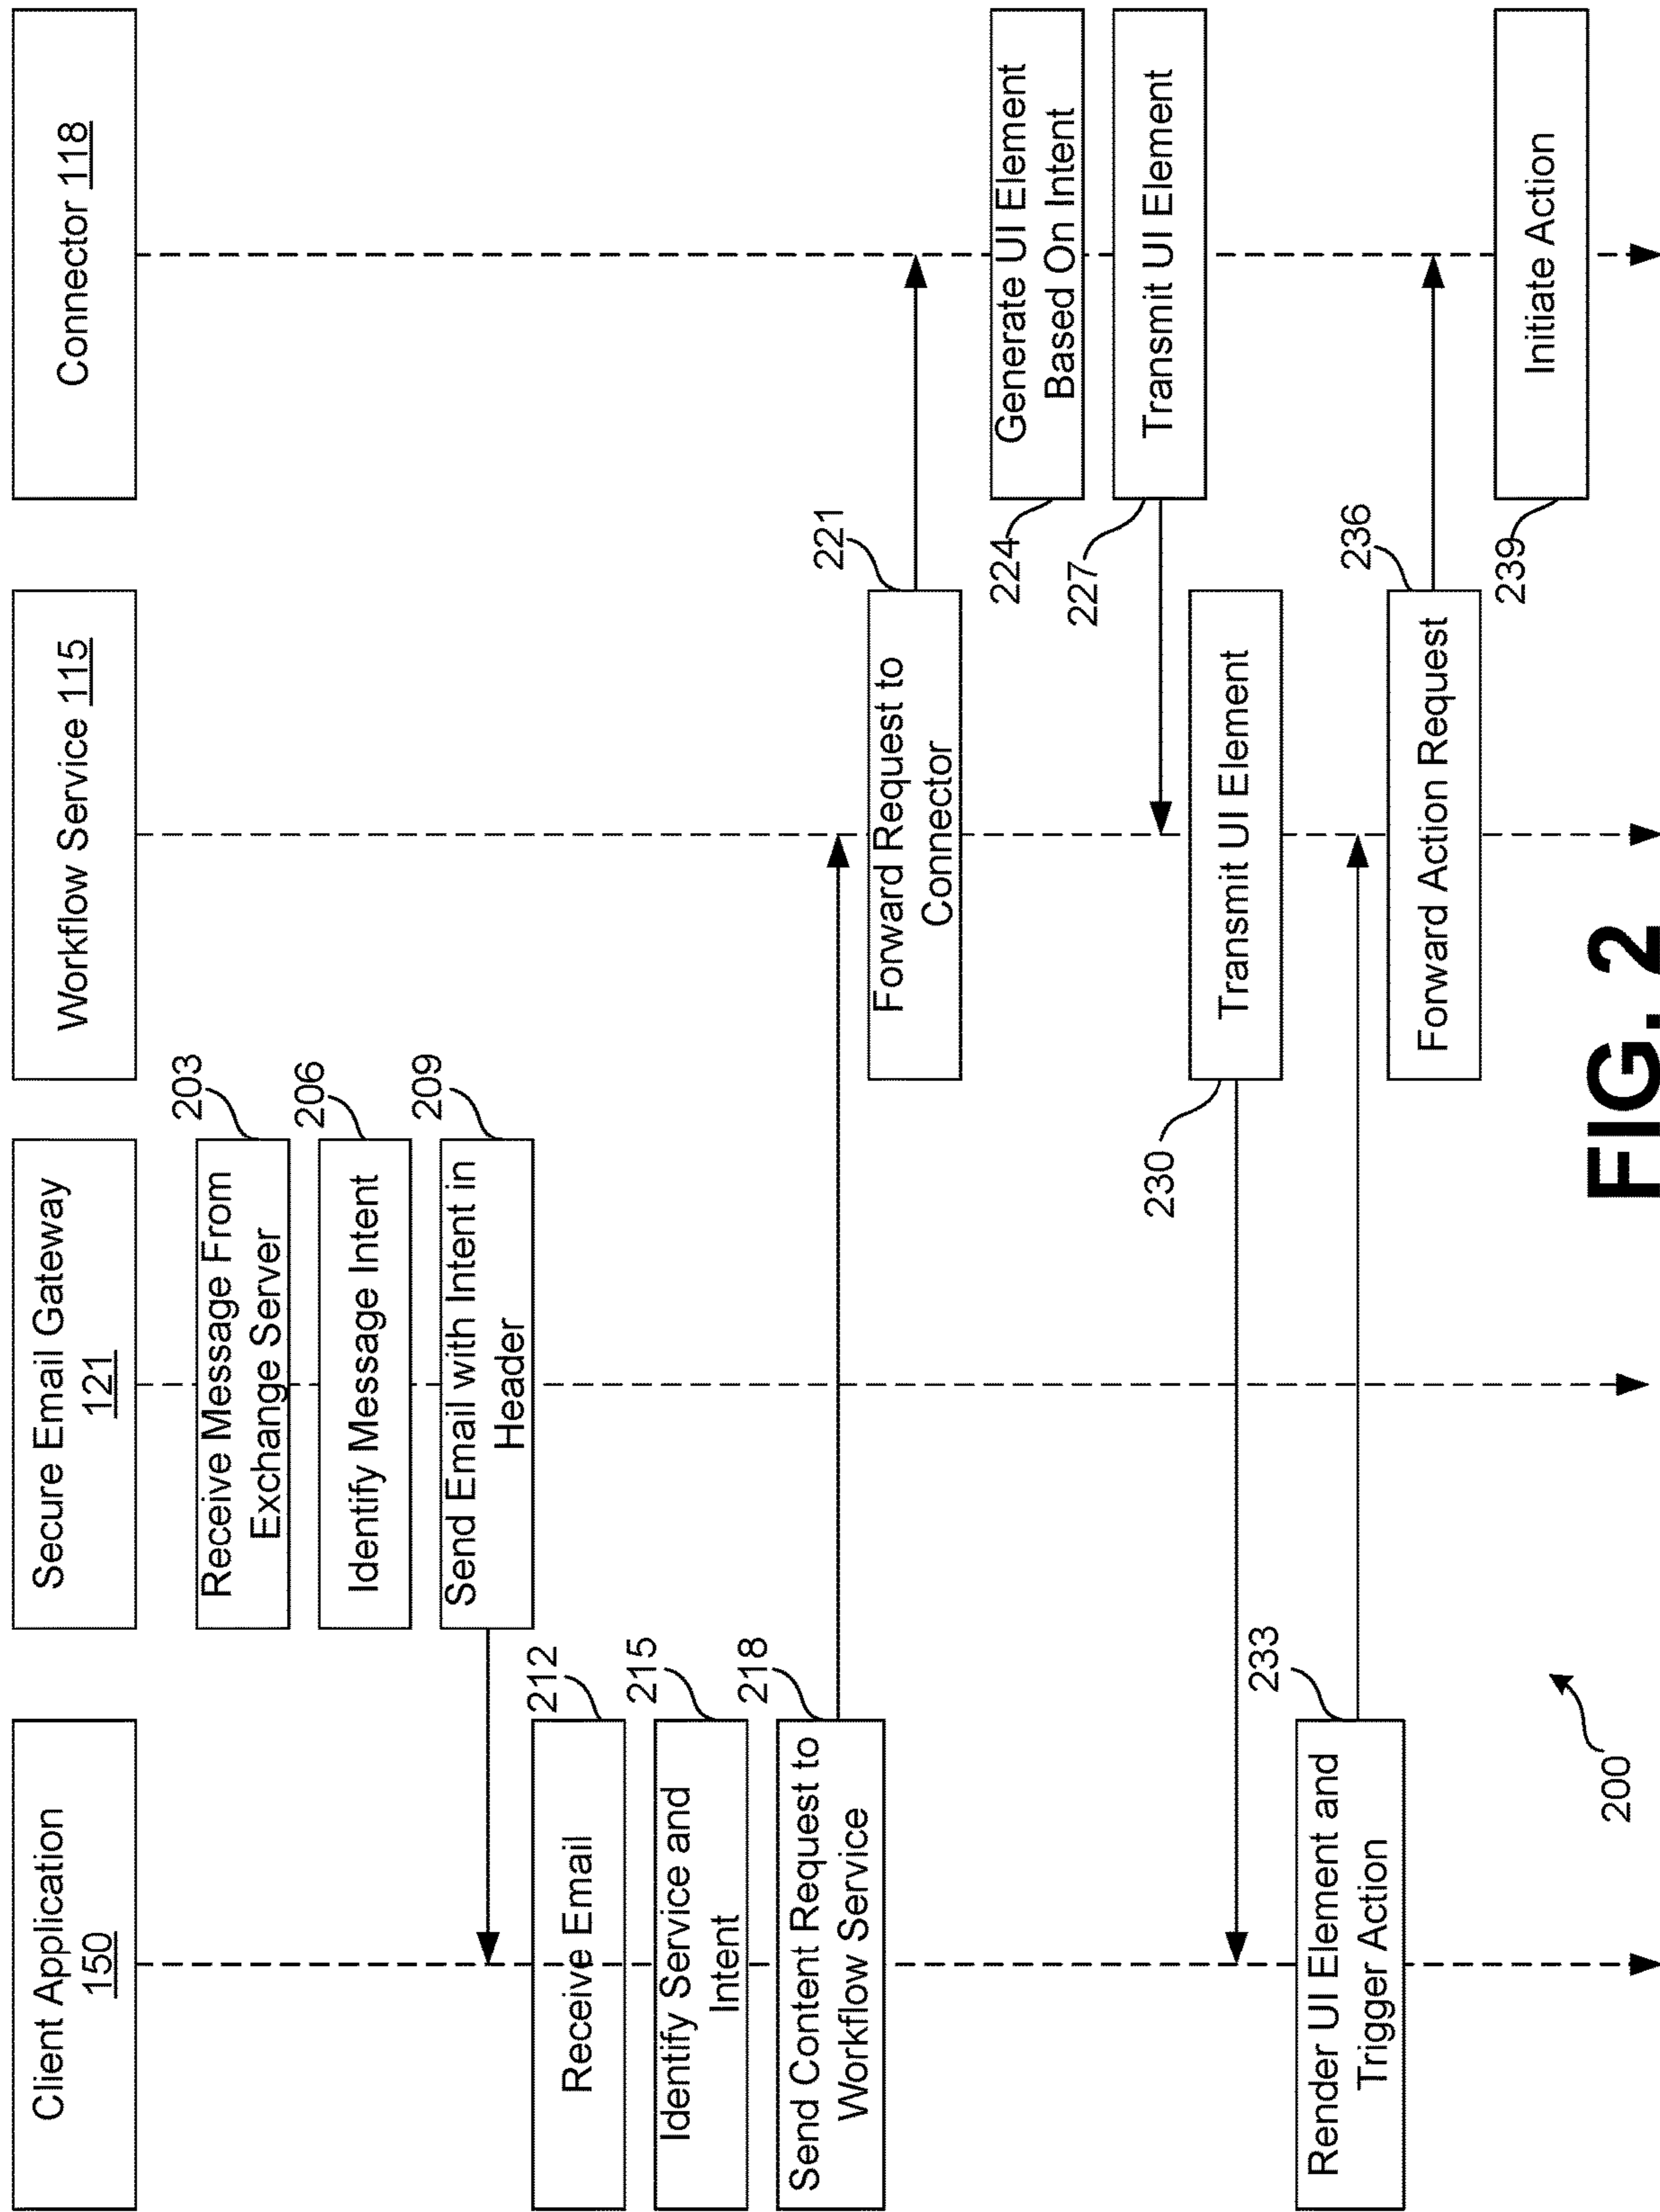 Client Application
150
Secure Email Gateway
121
Workflow Service 115
Connector 118
203
Receive Message From
Exchange Server
206
Identify Message Intent
209
Send Email with Intent in
Header
212
Receive Email
215
Identify Service and
Intent
218
Send Content Request to
Workflow Service
221
Forward Request to
Connector
224
Generate UI Element
Based On Intent
227
Transmit UI Element
230
Transmit UI Element
233
Render UI Element and
Trigger Action
236
Forward Action Request
239
Initiate Action
200
FIG. 2